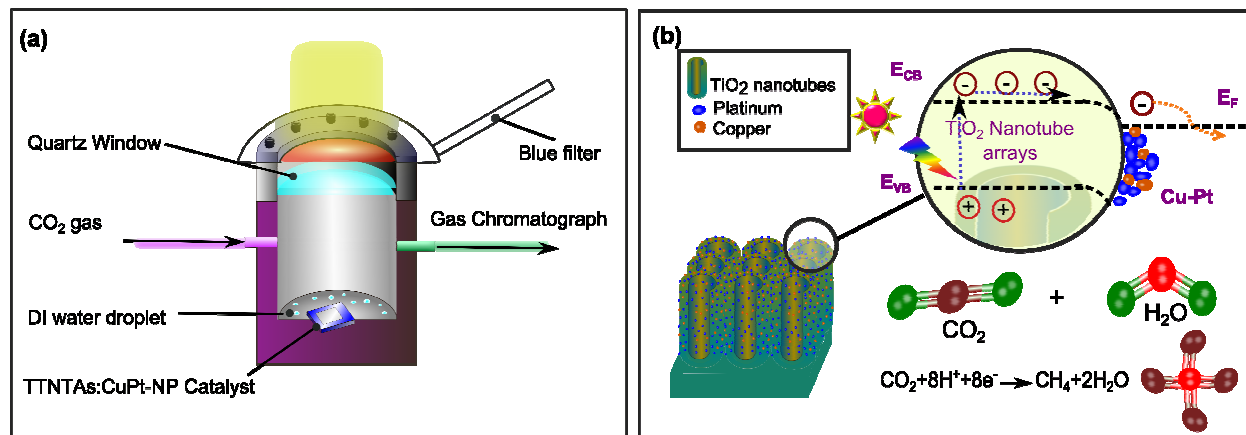 (a)
Quartz Window
Blue filter
CO2 gas
Gas Chromatograph
DI water droplet
TTNTAs:CuPt-NP Catalyst
(b)
TiO2 nanotubes
Platinum
Copper
ECB
- - -
-
EF
TiO2 Nanotube
arrays
EVB
+ +
Cu-Pt
+
CO2
H2O
CO2+8H⁺+8e⁻→CH4+2H2O